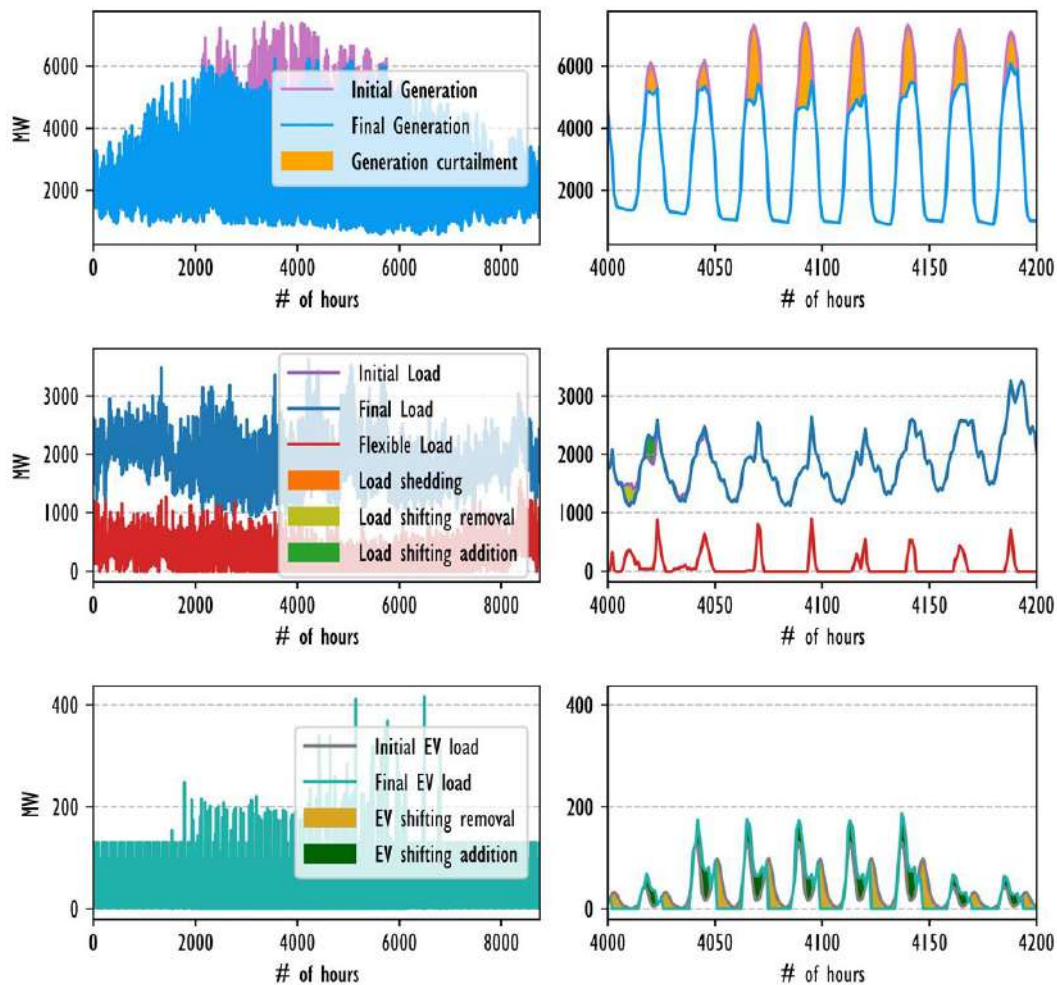 MW
6000
4000
2000
Initial Generation
Final Generation
Generation curtailment
0 2000 4000 6000 8000
# of hours
4000 4050 4100 4150 4200
# of hours
6000
4000
2000
MW
3000
2000
1000
0
Initial Load
Final Load
Flexible Load
Load shedding
Load shifting removal
Load shifting addition
0 2000 4000 6000 8000
# of hours
3000
2000
1000
0
4000 4050 4100 4150 4200
# of hours
MW
400
200
0
Initial EV load
Final EV load
EV shifting removal
EV shifting addition
0 2000 4000 6000 8000
# of hours
400
200
0
4000 4050 4100 4150 4200
# of hours